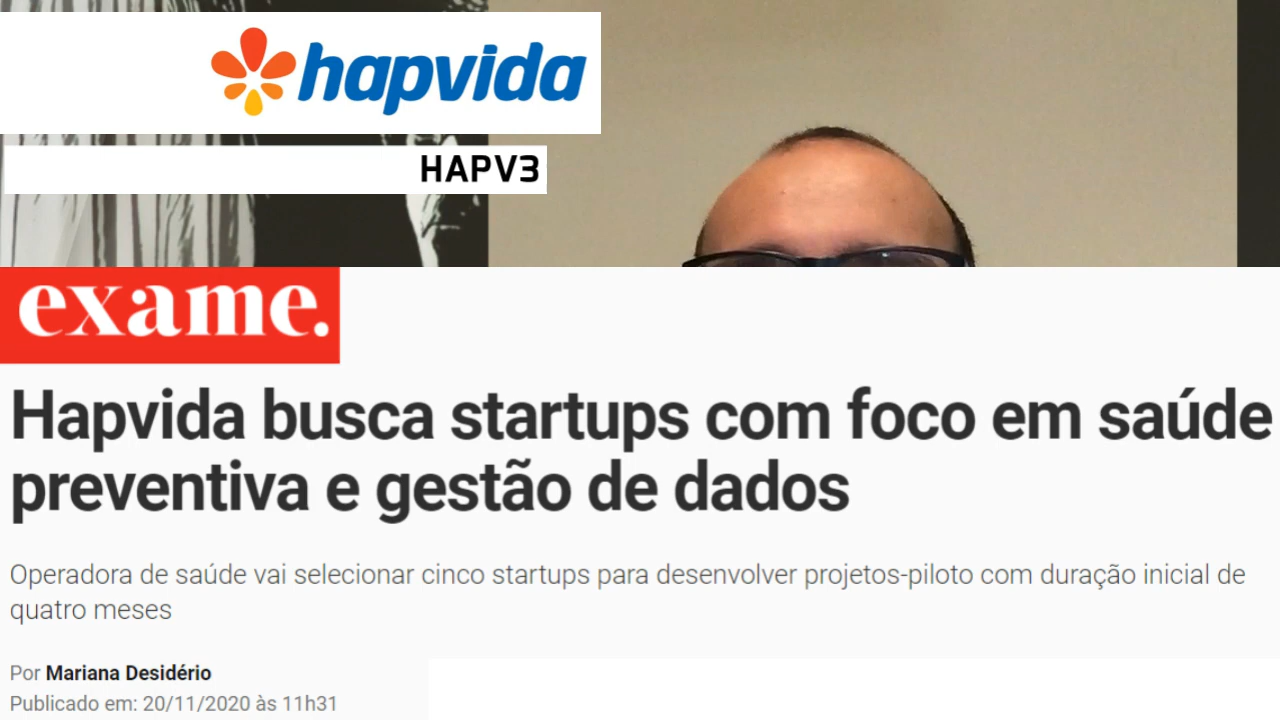 hapvida
HAPV3
exame.
Hapvida busca startups com foco em saúde
preventiva e gestão de dados
Operadora de saúde vai selecionar cinco startups para desenvolver projetos-piloto com duração inicial de
quatro meses
Por Mariana Desidério
Publicado em: 20/11/2020 às 11h31